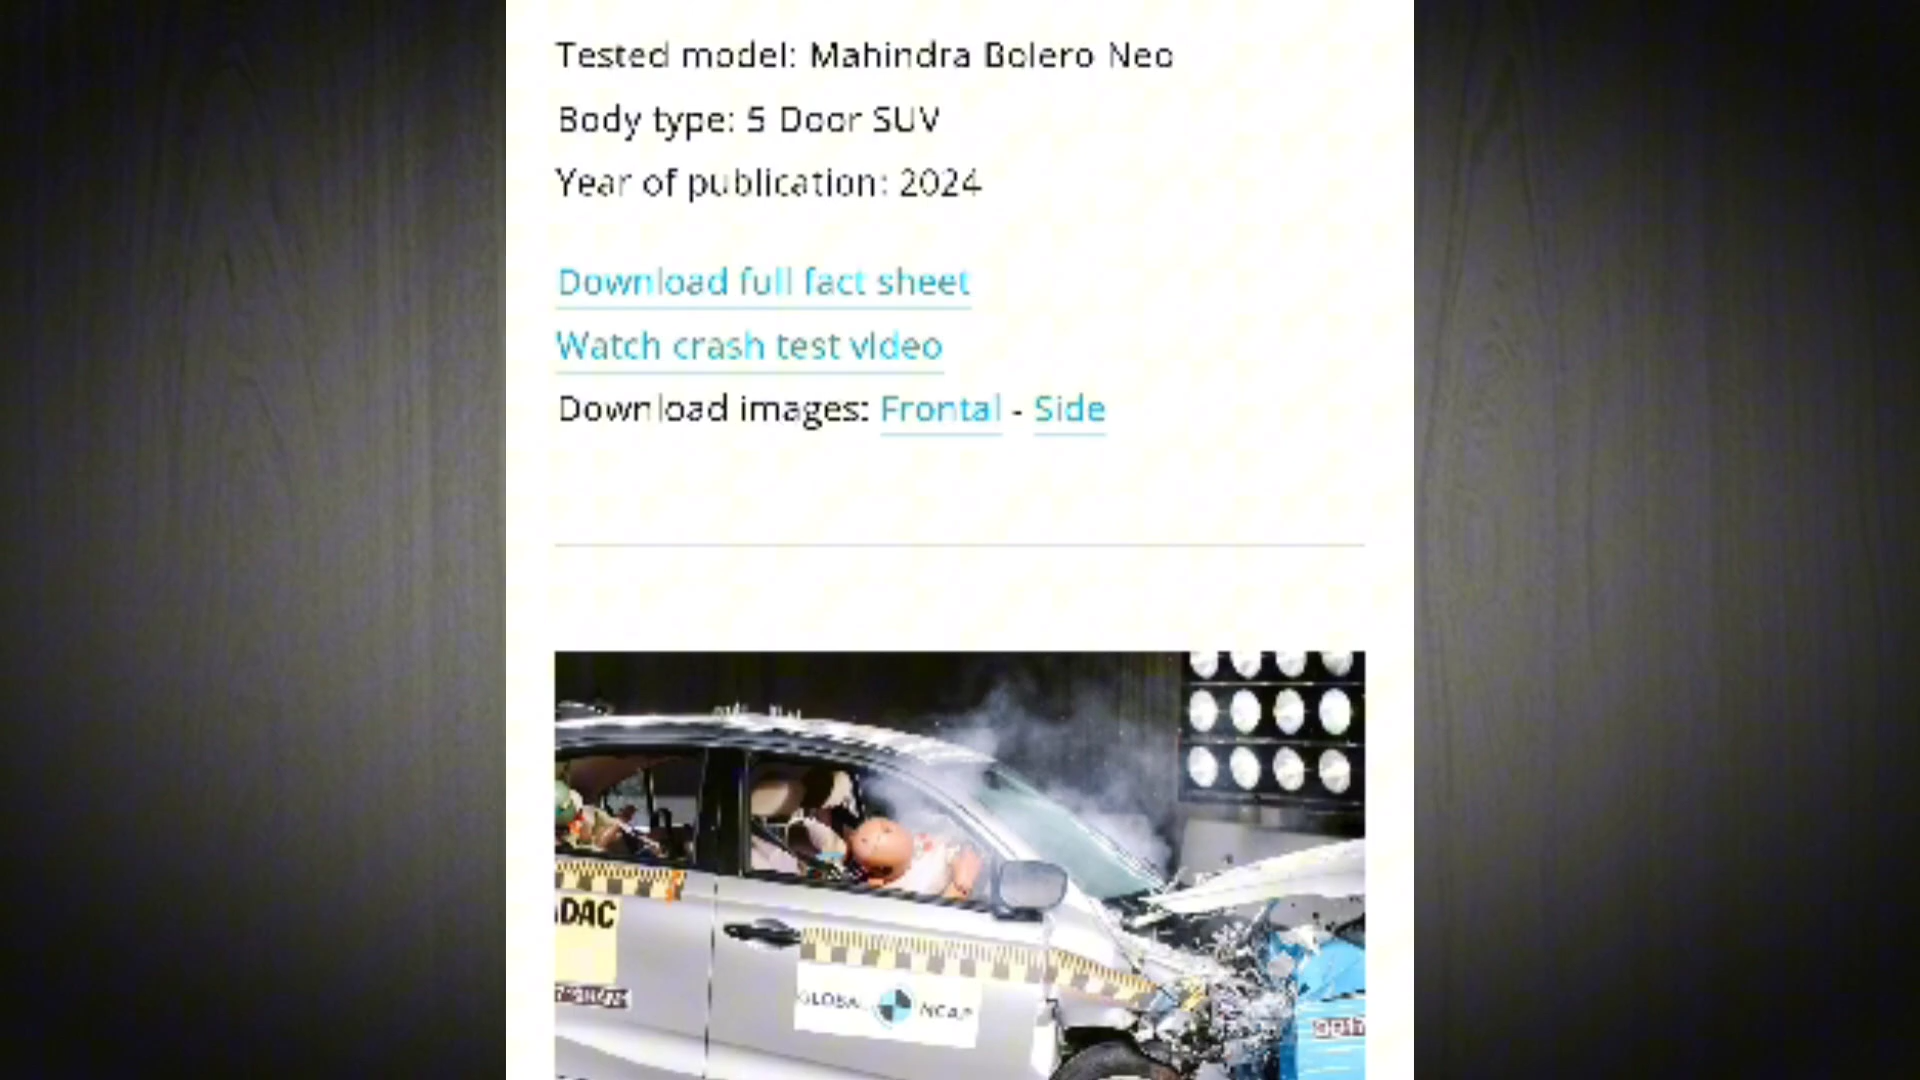 Tested model: Mahindra Bolero Neo
Body type: 5 Door SUV
Year of publication: 2024
Download full fact sheet
Watch crash test video
Download images: Frontal - Side
DAC
GLOBAL NCAP